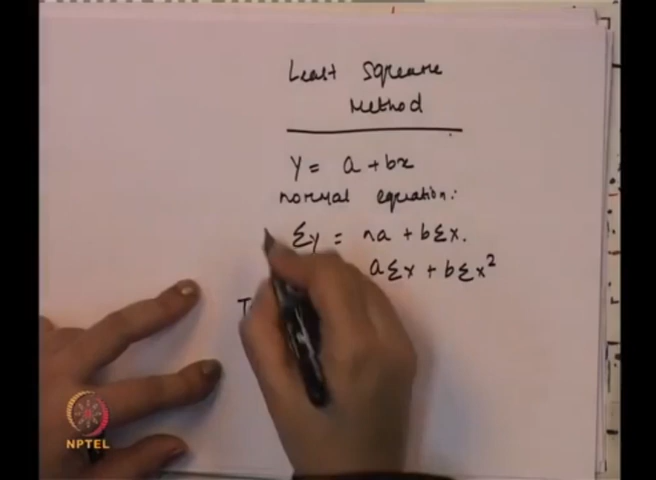 Least Square
Method
Y = a + bx
normal equation:
Σy = na + bΣx.
aΣx + bΣx²
T
NPTEL